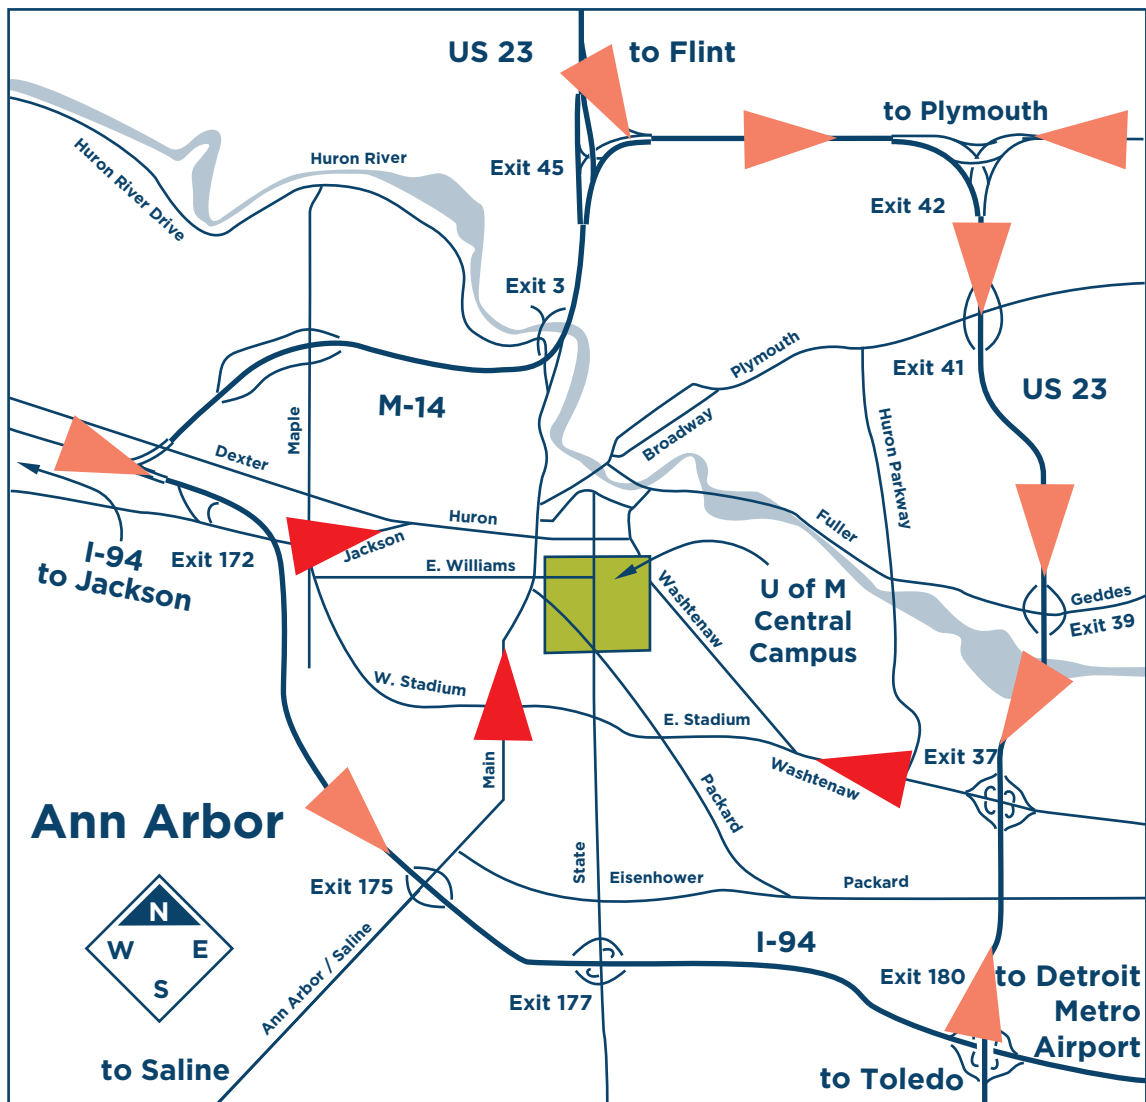 US 23
to Flint
to Plymouth
Huron River
Exit 45
Huron River Drive
Exit 42
Exit 3
Plymouth
Exit 41
US 23
M-14
Maple
Broadway
Huron Parkway
Dexter
Huron
Fuller
Jackson
I-94
to Jackson
Exit 172
E. Williams
Washtenaw
U of M
Central
Campus
Geddes
Exit 39
W. Stadium
E. Stadium
Main
Washtenaw
Exit 37
Packard
Ann Arbor
State
Exit 175
Eisenhower
Packard
N
W
E
S
Ann Arbor / Saline
I-94
Exit 177
Exit 180
to Detroit
Metro
Airport
to Saline
to Toledo